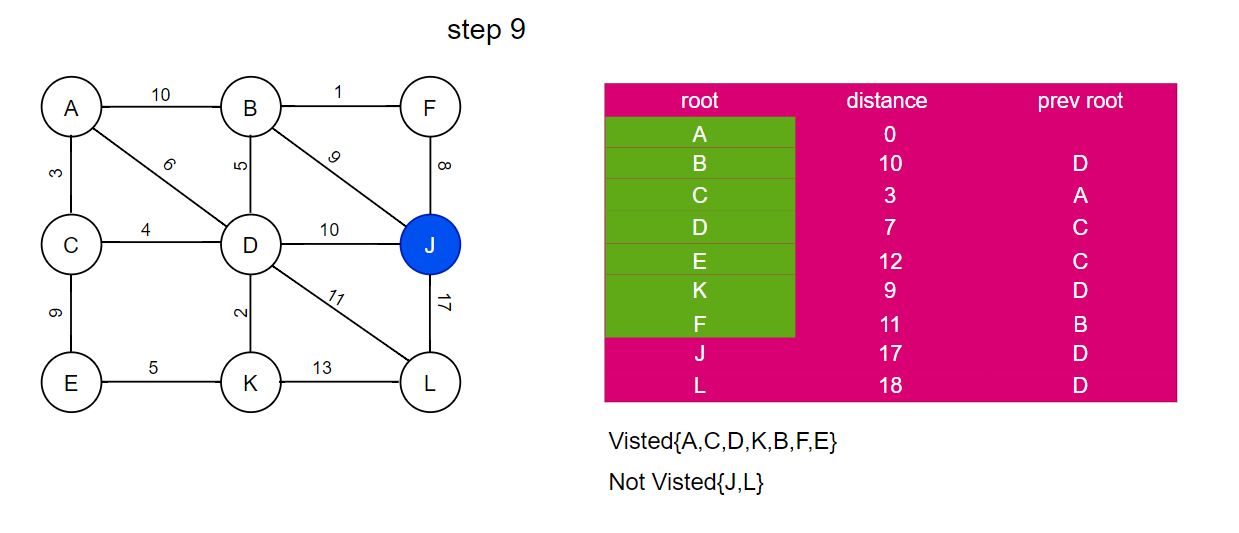 step 9
A 10 B 1 F
3 6 5 9 8
C 4 D 10 J
9 2 11 17
E 5 K 13 L
root distance prev root
A 0
B 10 D
C 3 A
D 7 C
E 12 C
K 9 D
F 11 B
J 17 D
L 18 D
Visted{A,C,D,K,B,F,E}
Not Visted{J,L}